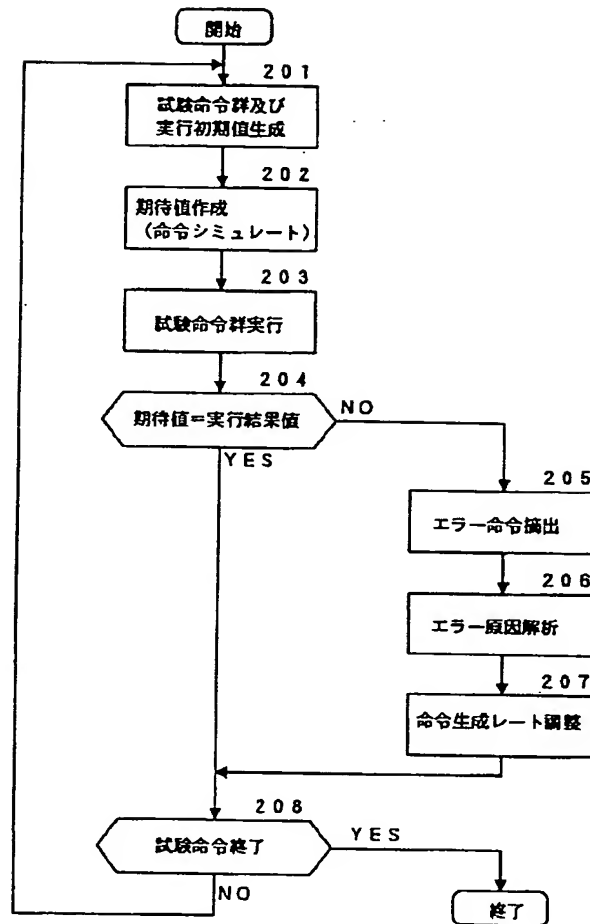 開始
201
試験命令群及び
実行初期値生成
202
期待値作成
(命令シミュレート)
203
試験命令群実行
204
期待値=実行結果値
NO
YES
205
エラー命令摘出
206
エラー原因解析
207
命令生成レート調整
208
試験命令終了
YES
NO
終了